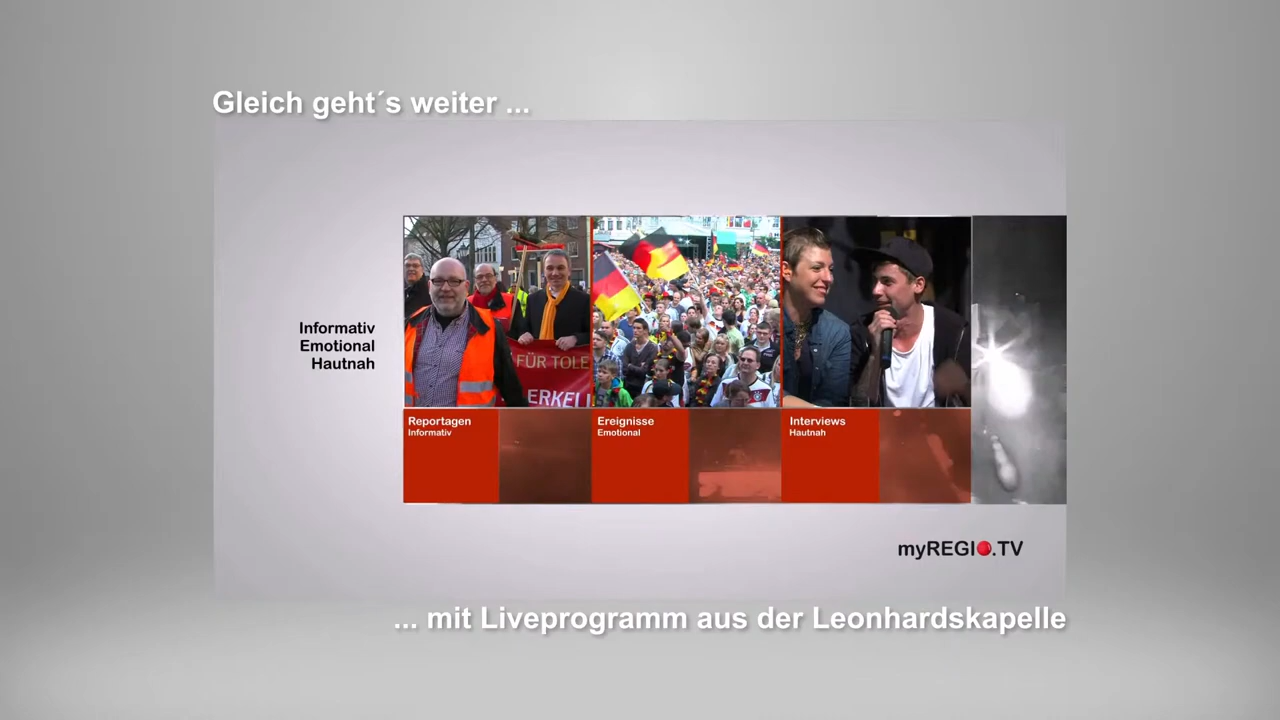 Gleich geht´s weiter ...
Informativ
Emotional
Hautnah
FÜR TOLE
ERKEL
Reportagen
Informativ
Ereignisse
Emotional
Interviews
Hautnah
myREGIO.TV
... mit Liveprogramm aus der Leonhardskapelle